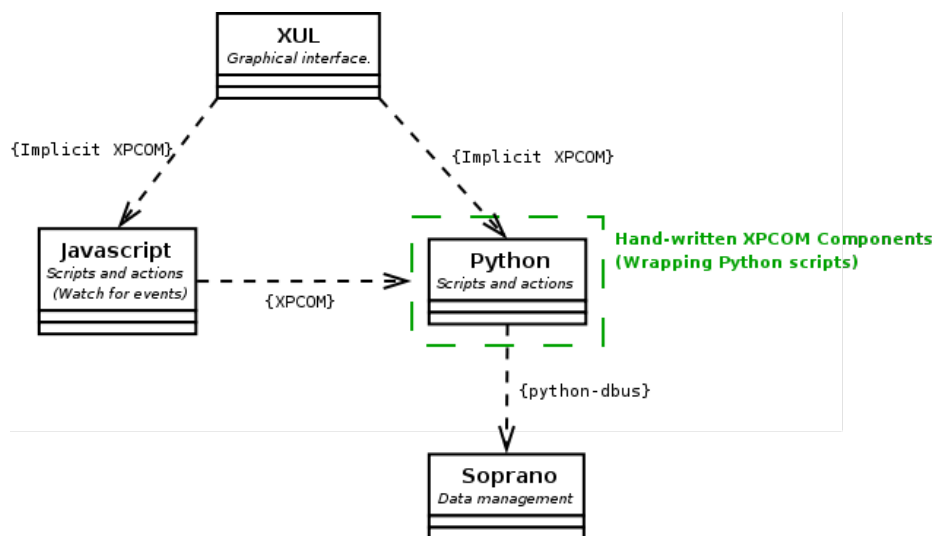 XUL
Graphical interface.
{Implicit XPCOM}
{Implicit XPCOM}
Javascript
Scripts and actions
(Watch for events)
{XPCOM}
Python
Scripts and actions
Hand-written XPCOM Components
(Wrapping Python scripts)
{python-dbus}
Soprano
Data management